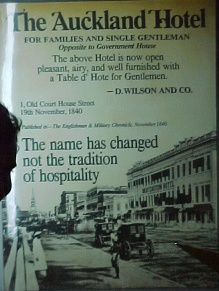 The Auckland Hotel
FOR FAMILIES AND SINGLE GENTLEMAN
Opposite to Government House
The above Hotel is now open
pleasant, airy, and well furnished with
a Table d' Hote for Gentlemen.
— D. WILSON AND CO.
1, Old Court House Street
19th November, 1840
Published in—The Englishman & Military Chronicle, November 1840.
The name has changed
not the tradition
of hospitality